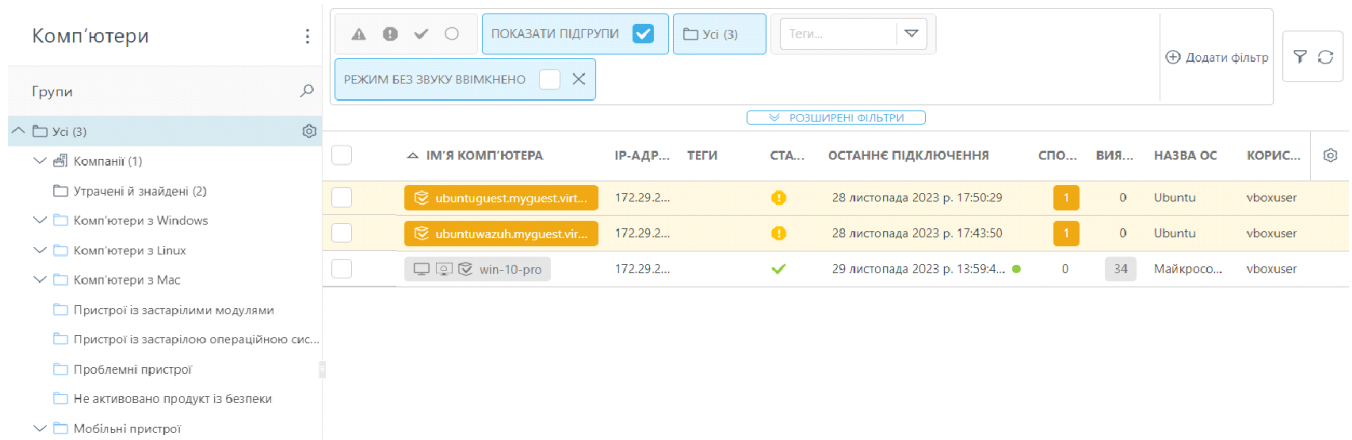 Комп'ютери
Групи
Усі (3)
Компанії (1)
Утрачені й знайдені (2)
Комп'ютери з Windows
Комп'ютери з Linux
Комп'ютери з Mac
Пристрої із застарілими модулями
Пристрої із застарілою операційною сис...
Проблемні пристрої
Не активовано продукт із безпеки
Мобільні пристрої
ПОКАЗАТИ ПІДГРУПИ Усі (3) Теги...
РЕЖИМ БЕЗ ЗВУКУ ВВІМКНЕНО
Додати фільтр
РОЗШИРЕНІ ФІЛЬТРИ
ІМ'Я КОМП'ЮТЕРА IP-АДР... ТЕГИ СТА... ОСТАННЄ ПІДКЛЮЧЕННЯ СПО... ВИЯ... НАЗВА ОС КОРИС...
ubuntuguest.myguest.virt... 172.29.2... 28 листопада 2023 р. 17:50:29 1 0 Ubuntu vboxuser
ubuntuwazuh.myguest.vir... 172.29.2... 28 листопада 2023 р. 17:43:50 1 0 Ubuntu vboxuser
win-10-pro 172.29.2... 29 листопада 2023 р. 13:59:4... 0 34 Майкросо... vboxuser